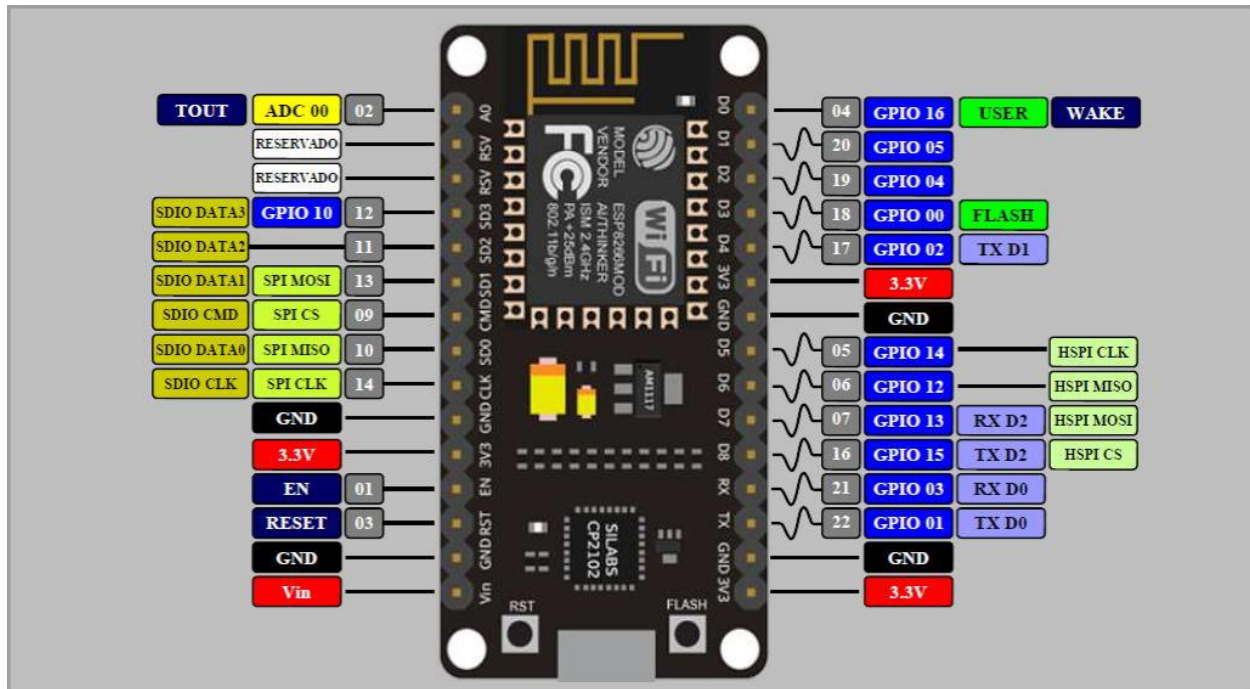 TOUT ADC 00 02 A0 D0 04 GPIO 16 USER WAKE
RESERVADO RSV D1 20 GPIO 05
RESERVADO RSV D2 19 GPIO 04
SDIO DATA3 GPIO 10 12 SD3 D3 18 GPIO 00 FLASH
SDIO DATA2 11 SD2 D4 17 GPIO 02 TX D1
SDIO DATA1 SPI MOSI 13 SD1 3V3 3.3V
SDIO CMD SPI CS 09 CMD GND GND
SDIO DATA0 SPI MISO 10 SD0 D5 05 GPIO 14 HSPI CLK
SDIO CLK SPI CLK 14 CLK D6 06 GPIO 12 HSPI MISO
GND GND D7 07 GPIO 13 RX D2 HSPI MOSI
3.3V 3V3 D8 16 GPIO 15 TX D2 HSPI CS
EN 01 EN RX 21 GPIO 03 RX D0
RESET 03 RST TX 22 GPIO 01 TX D0
GND GND GND GND
Vin Vin 3V3 3.3V
MODEL ESP8266MOD
VENDOR AI/THINKER
ISM 2.4GHz
PA +25dBm
802.11b/g/n
FC
WiFi
AM1117
SILABS
CP2102
RST FLASH